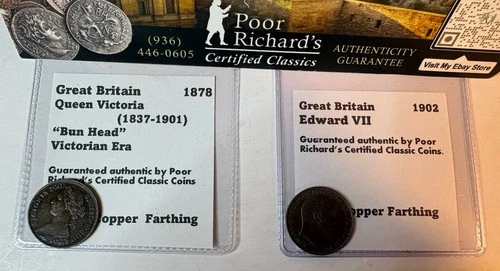 Poor
Richard's
Certified Classics
(936)
446-0605
AUTHENTICITY
GUARANTEE
Visit My Ebay Store
Great Britain 1878
Queen Victoria
(1837-1901)
"Bun Head"
Victorian Era
Guaranteed authentic by Poor
Richard's Certified Classic Coins
opper Farthing
Great Britain 1902
Edward VII
Guaranteed authentic by Poor
Richard's Certified Classic Coins.
opper Farthing